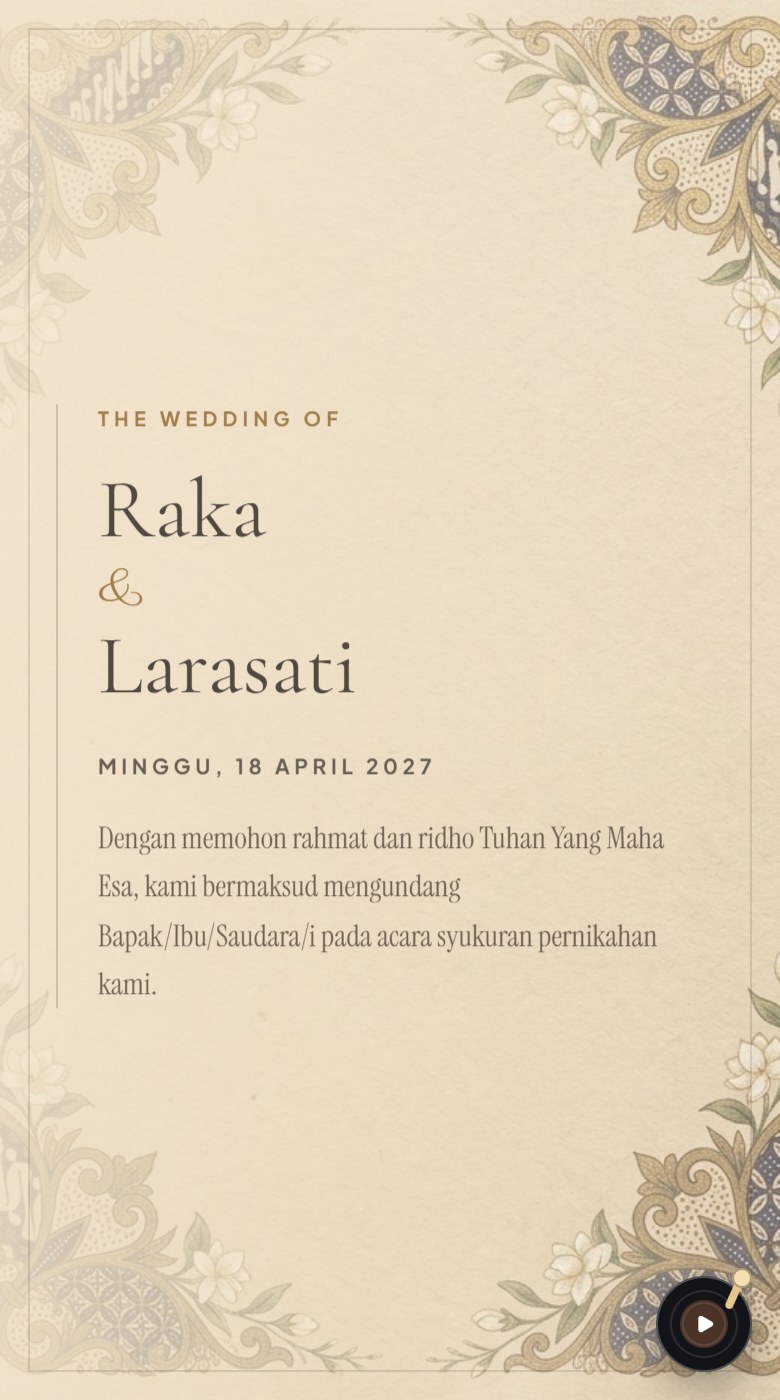 THE WEDDING OF
Raka
&
Larasati
MINGGU, 18 APRIL 2027
Dengan memohon rahmat dan ridho Tuhan Yang Maha
Esa, kami bermaksud mengundang
Bapak/Ibu/Saudara/i pada acara syukuran pernikahan
kami.